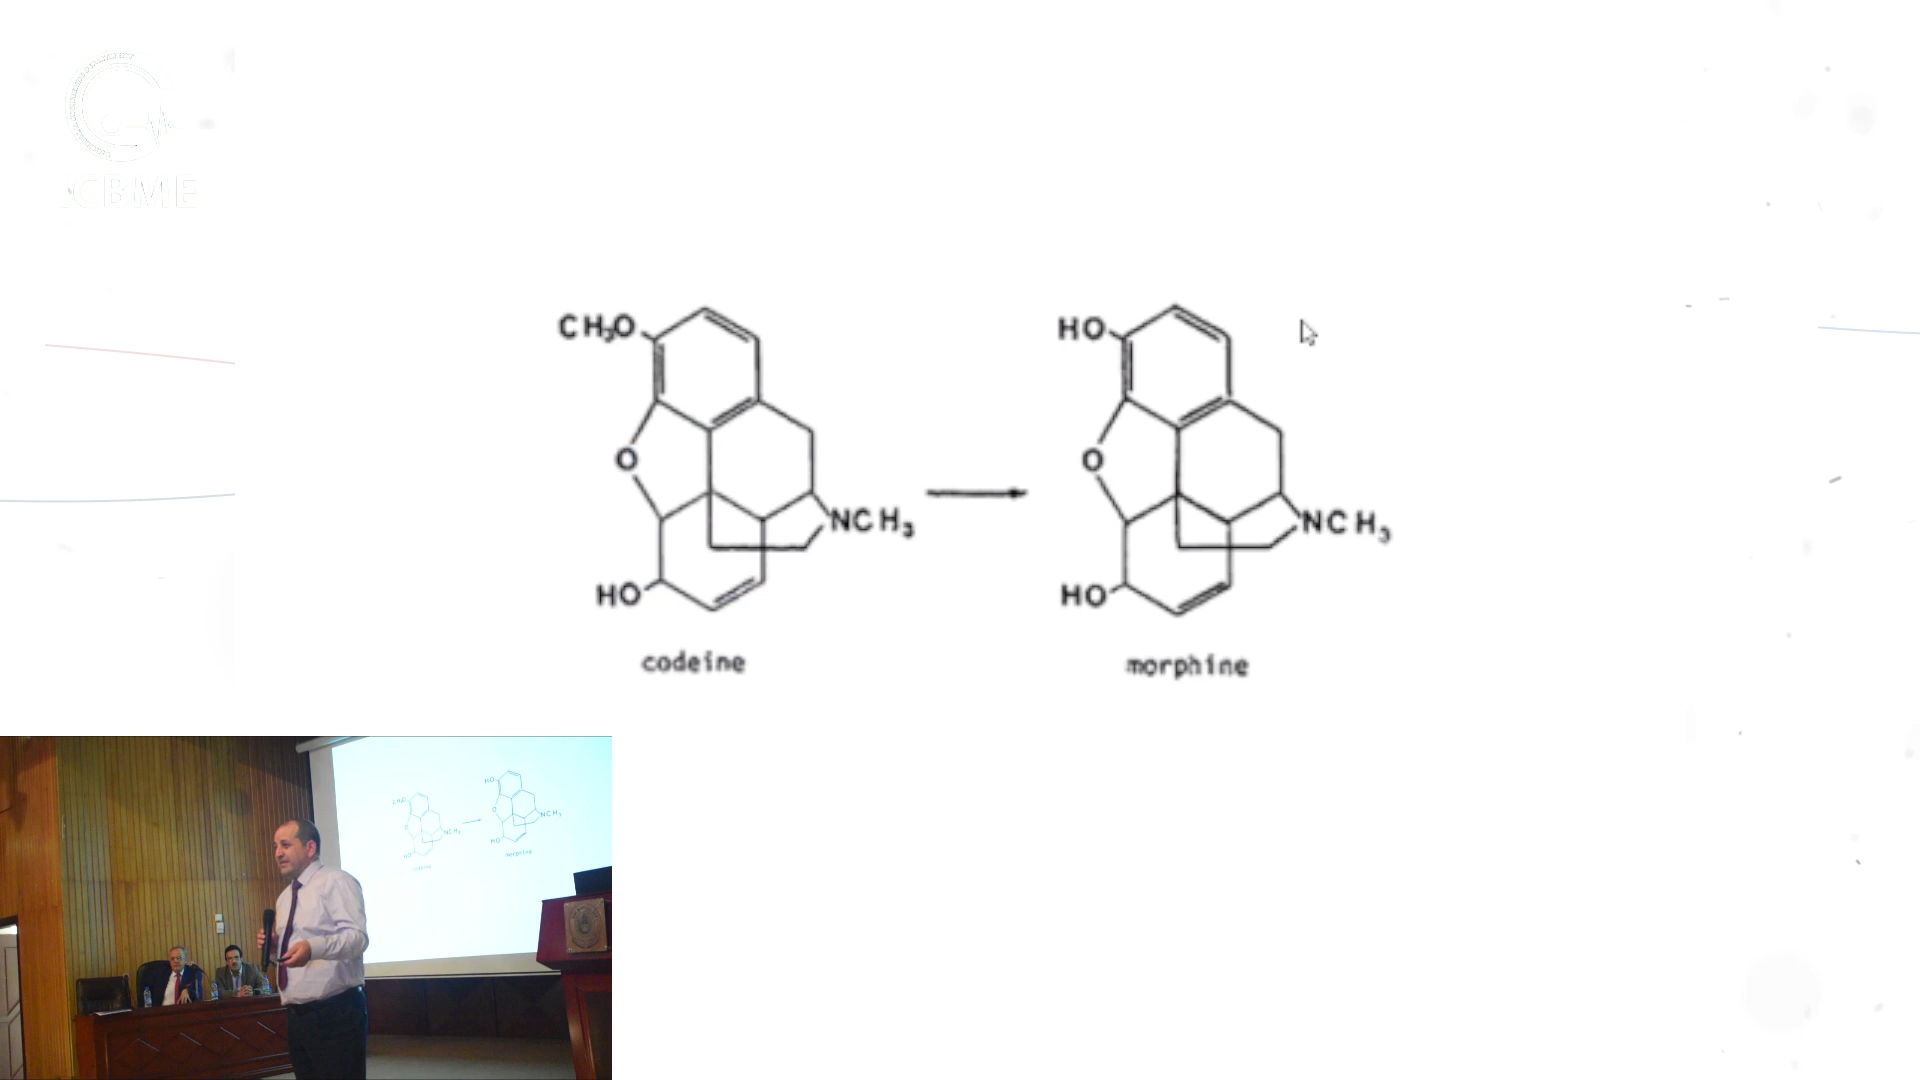 CBME
CH₃O
HO
O
O
NCH₃
NCH₃
HO
HO
codeine
morphine